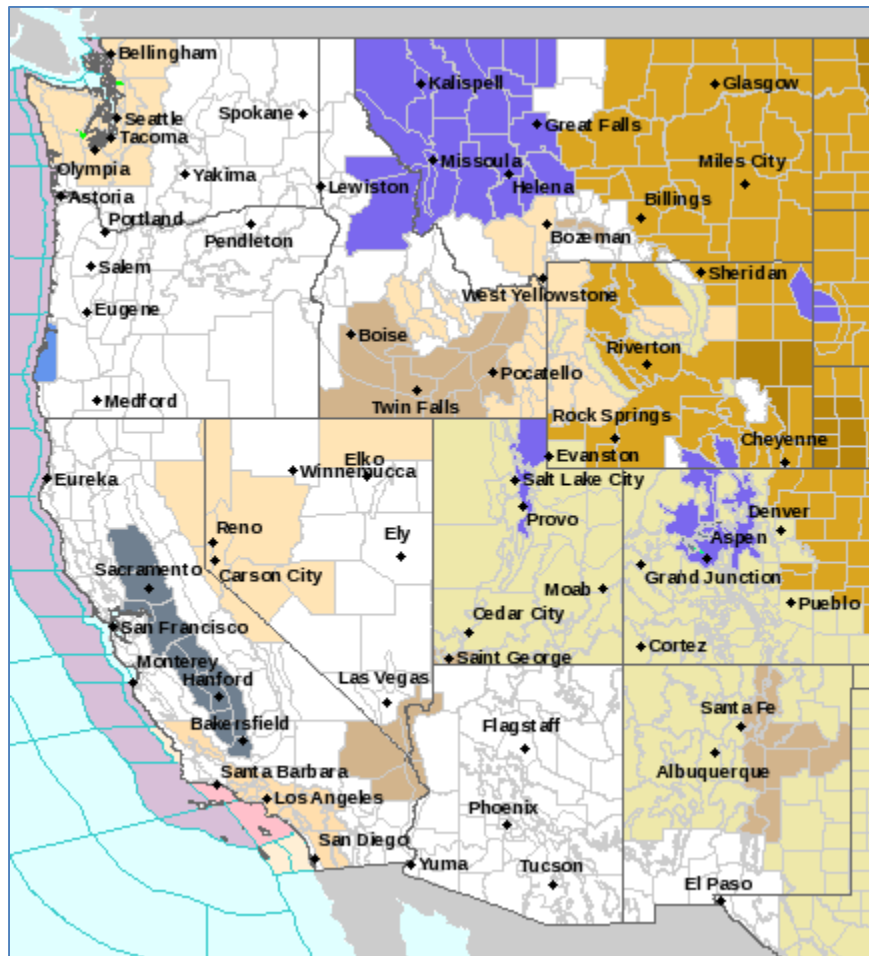 Bellingham
Kalispell
Glasgow
Seattle
Spokane
Tacoma
Great Falls
Olympia
Missoula
Miles City
Yakima
Lewiston
Helena
Astoria
Billings
Portland
Pendleton
Bozeman
Salem
Sheridan
West Yellowstone
Eugene
Boise
Riverton
Pocatello
Medford
Twin Falls
Rock Springs
Cheyenne
Elko
Evanston
Winnemucca
Eureka
Salt Lake City
Provo
Denver
Reno
Ely
Aspen
Carson City
Grand Junction
Sacramento
Moab
Pueblo
San Francisco
Cedar City
Cortez
Monterey
Saint George
Hanford
Las Vegas
Santa Fe
Bakersfield
Flagstaff
Albuquerque
Santa Barbara
Los Angeles
Phoenix
San Diego
Yuma
Tucson
El Paso